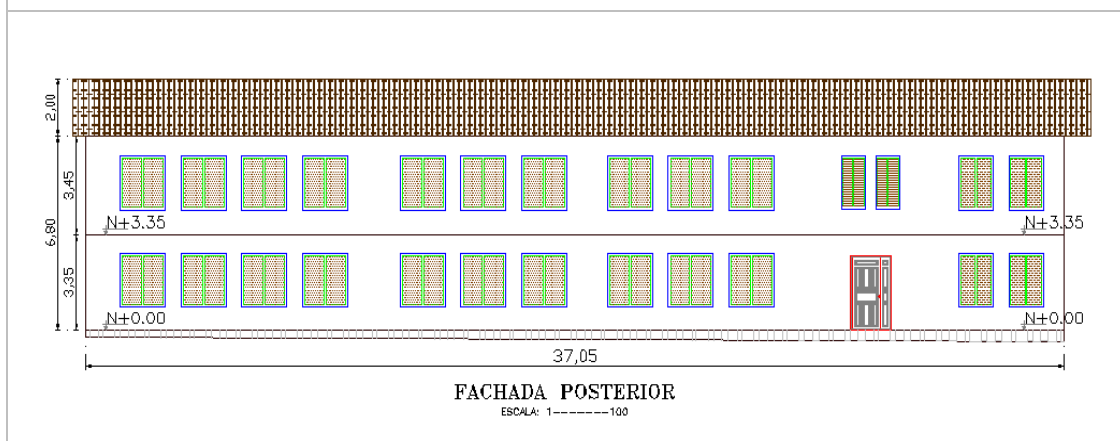 2,00
3,45
N+3.35
N+3.35
6,80
3,35
N+0.00
N+0.00
37,05
FACHADA POSTERIOR
ESCALA: 1-------100